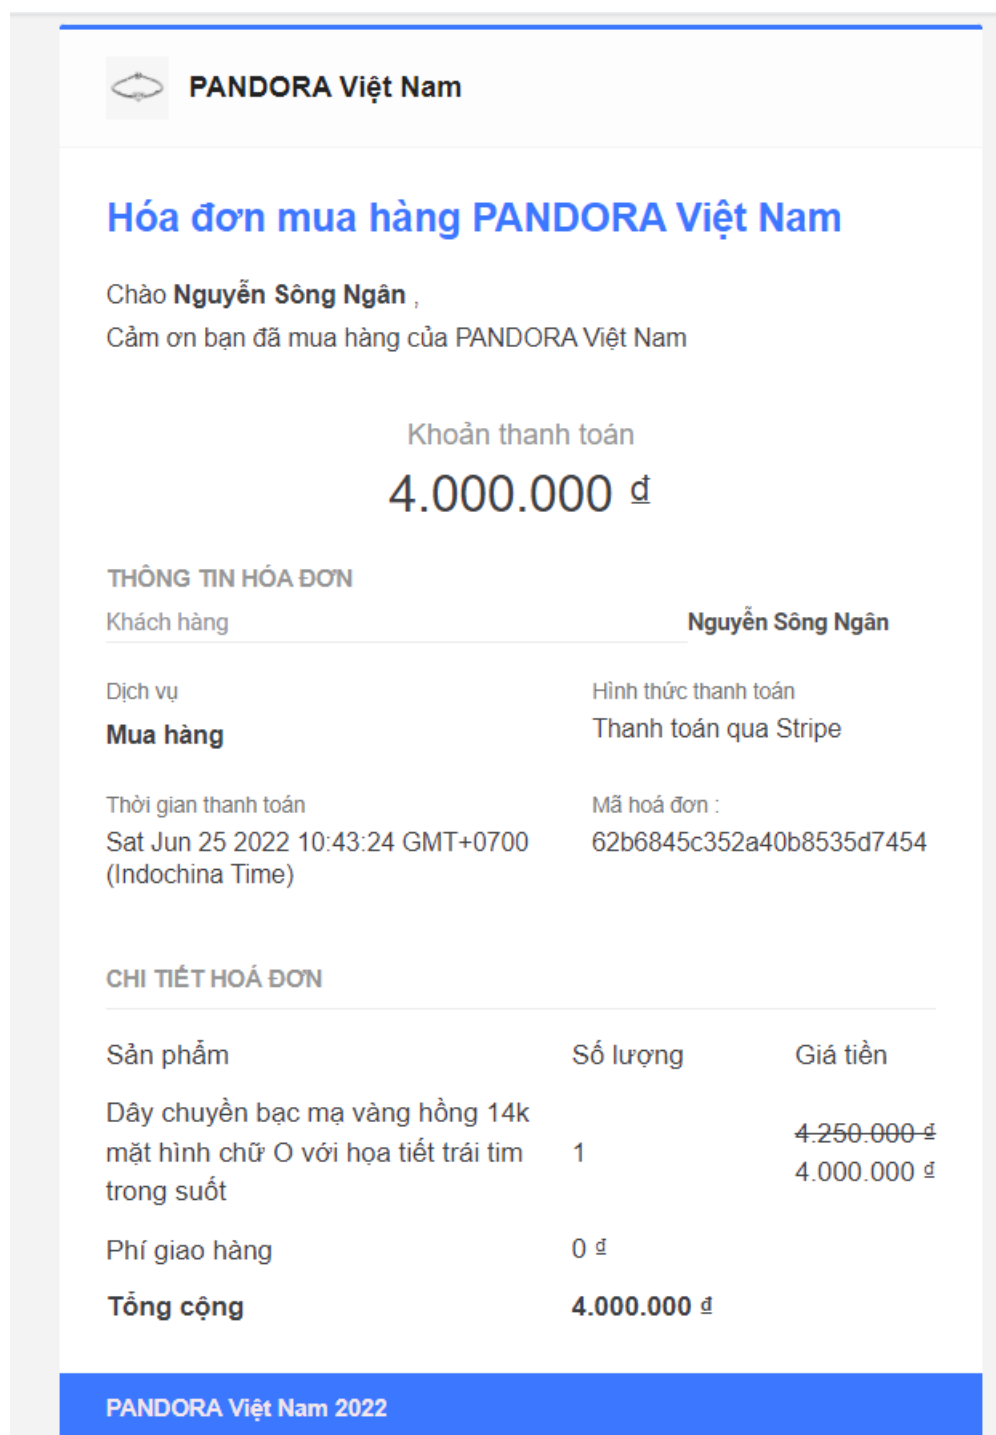 PANDORA Việt Nam
Hóa đơn mua hàng PANDORA Việt Nam
Chào Nguyễn Sông Ngân ,
Cảm ơn bạn đã mua hàng của PANDORA Việt Nam
Khoản thanh toán
4.000.000 ₫
THÔNG TIN HÓA ĐƠN
Khách hàng Nguyễn Sông Ngân
Dịch vụ Hình thức thanh toán
Mua hàng Thanh toán qua Stripe
Thời gian thanh toán Mã hoá đơn :
Sat Jun 25 2022 10:43:24 GMT+0700 62b6845c352a40b8535d7454
(Indochina Time)
CHI TIẾT HOÁ ĐƠN
Sản phẩm Số lượng Giá tiền
Dây chuyền bạc mạ vàng hồng 14k
4.250.000 ₫
mặt hình chữ O với họa tiết trái tim 1
4.000.000 ₫
trong suốt
Phí giao hàng 0 ₫
Tổng cộng 4.000.000 ₫
PANDORA Việt Nam 2022